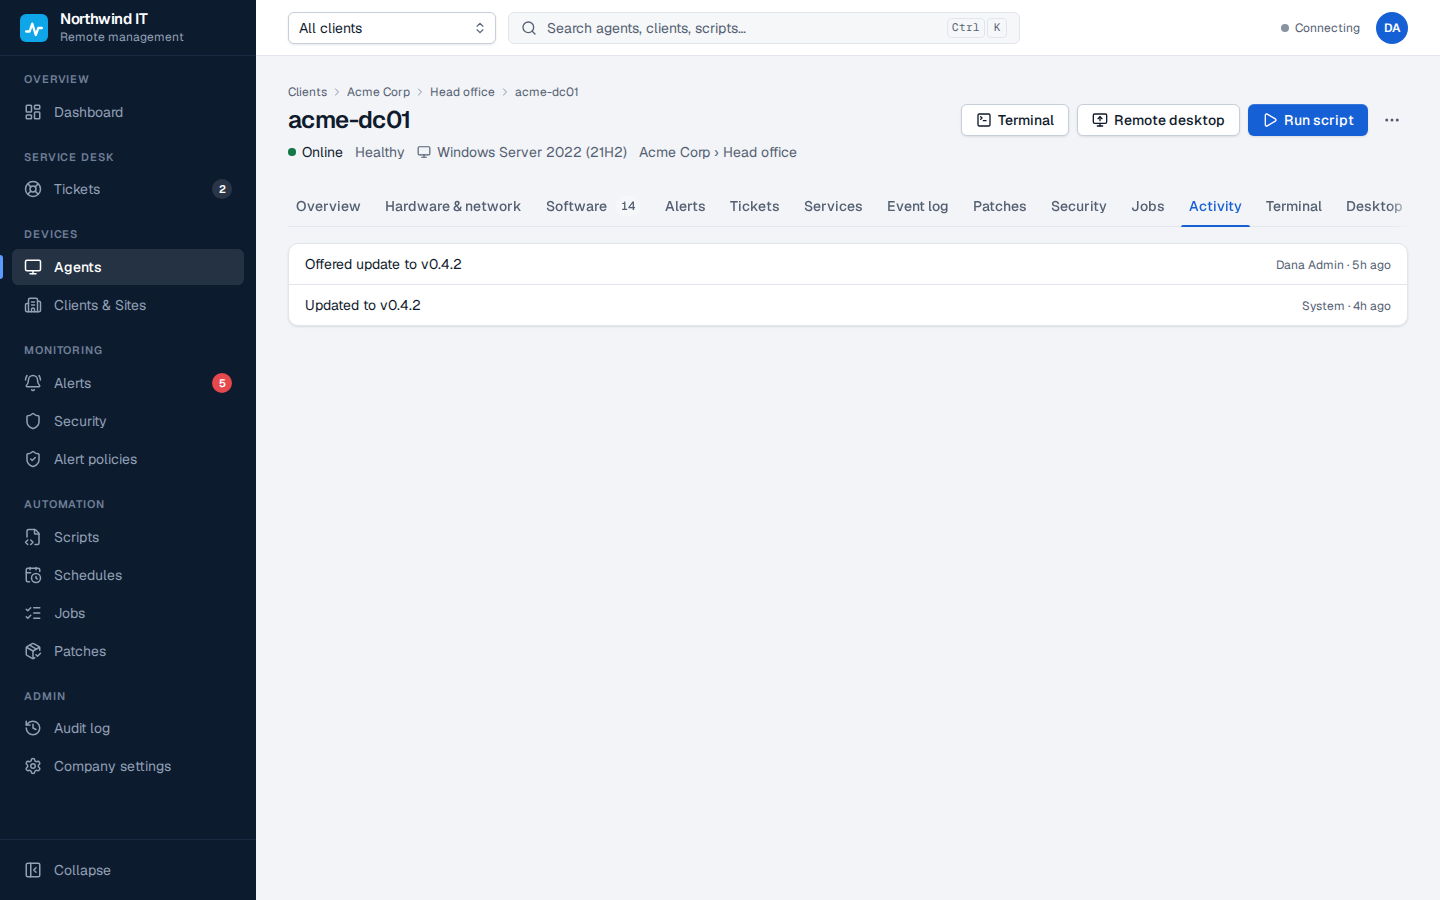 Northwind IT
Remote management
OVERVIEW
Dashboard
SERVICE DESK
Tickets 2
DEVICES
Agents
Clients & Sites
MONITORING
Alerts 5
Security
Alert policies
AUTOMATION
Scripts
Schedules
Jobs
Patches
ADMIN
Audit log
Company settings
Collapse
All clients
Search agents, clients, scripts... Ctrl K
Connecting
DA
Clients › Acme Corp › Head office › acme-dc01
acme-dc01
Terminal Remote desktop Run script
Online Healthy Windows Server 2022 (21H2) Acme Corp › Head office
Overview Hardware & network Software 14 Alerts Tickets Services Event log Patches Security Jobs Activity Terminal Desktop
Offered update to v0.4.2 Dana Admin · 5h ago
Updated to v0.4.2 System · 4h ago